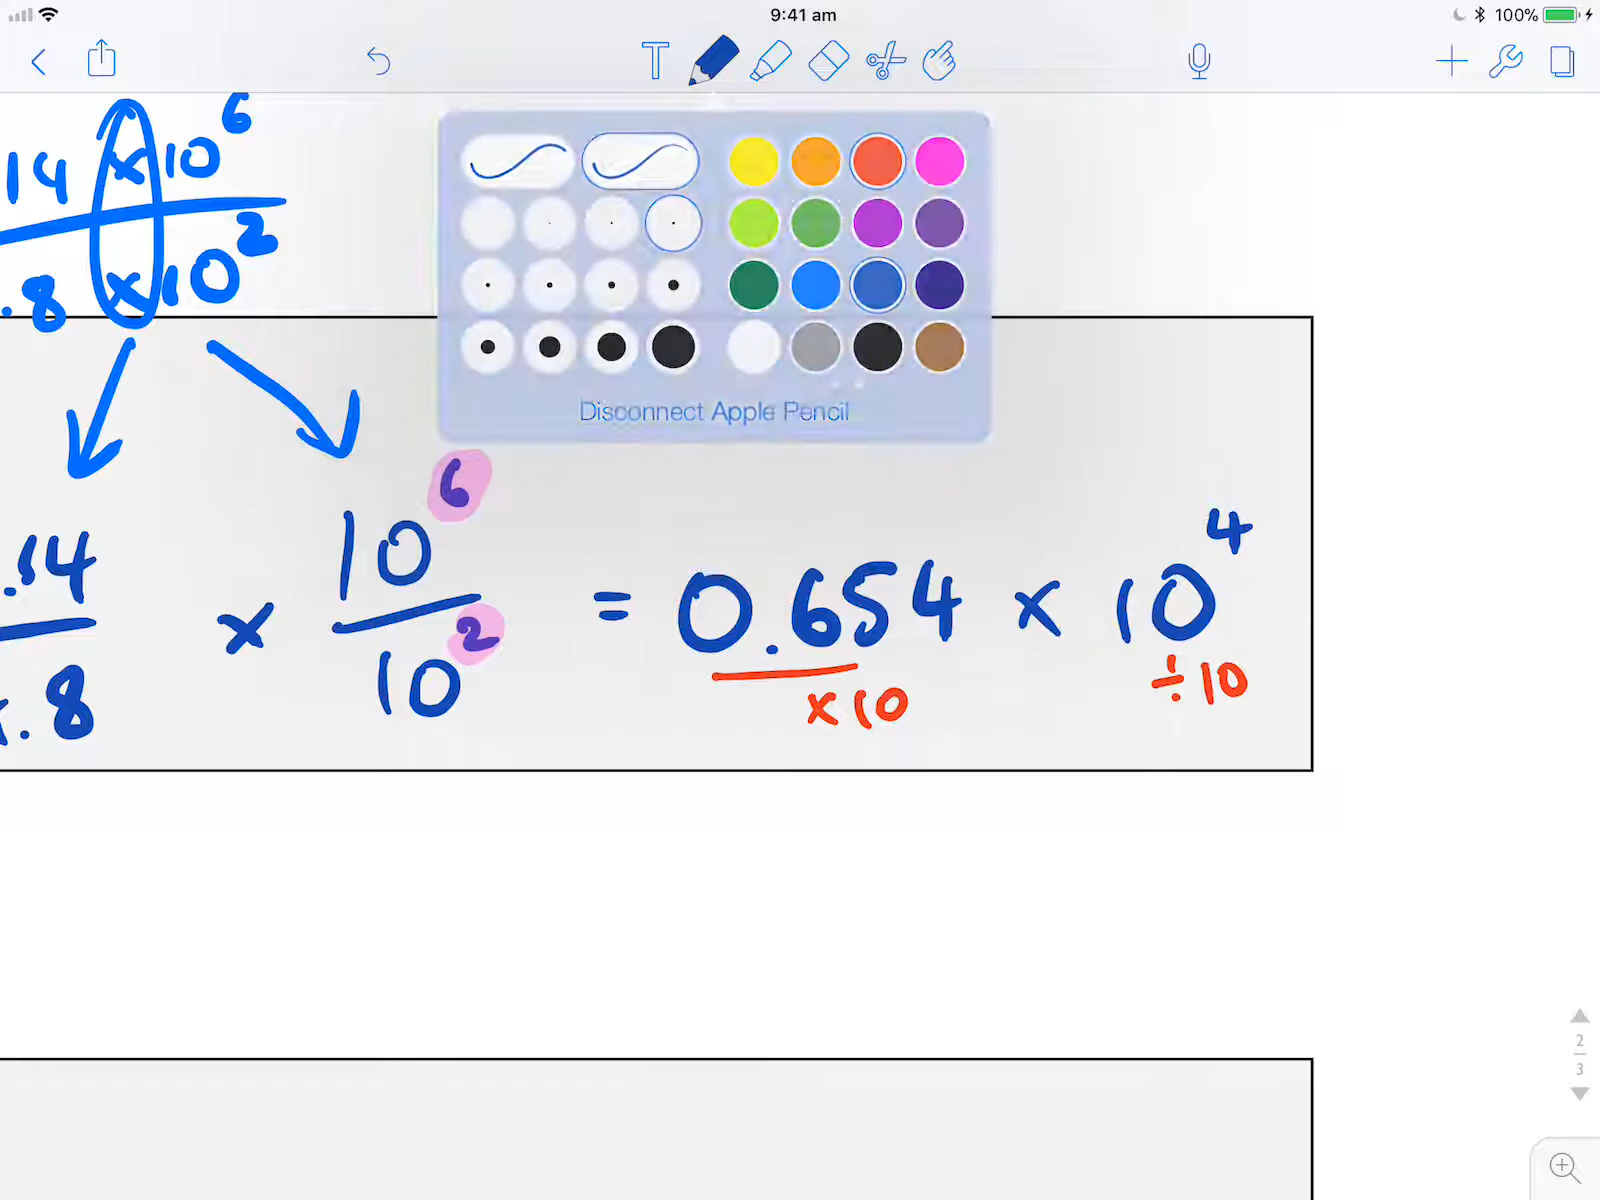 9:41 am
100%
T
14 × 10⁶
.8 × 10²
Disconnect Apple Pencil
.14 × 10⁶ = 0.654 × 10⁴
.8 10²
×10 ÷10
2
3